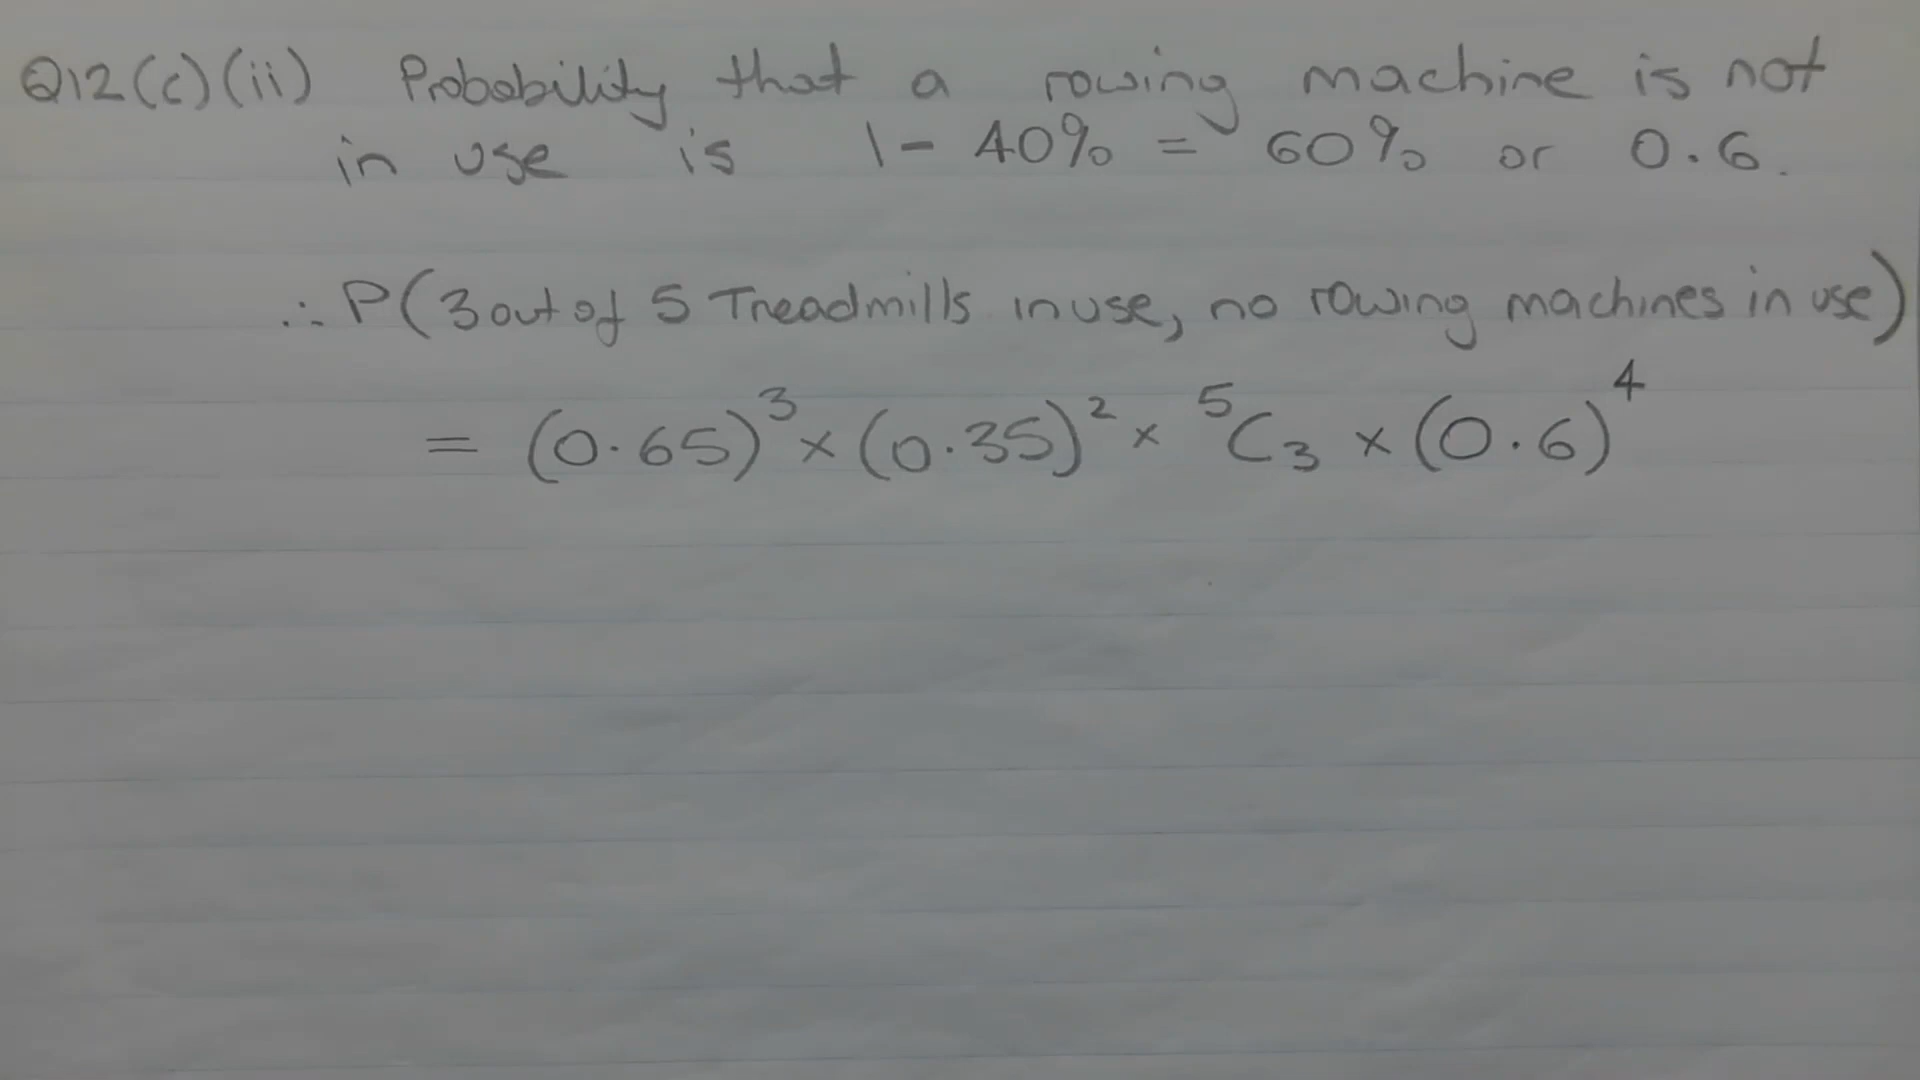 Q12(c)(ii) Probability that a rowing machine is not
in use is 1 - 40% = 60% or 0.6.
∴ P(3 out of 5 Treadmills in use, no rowing machines in use)
= (0.65)³ × (0.35)² × ⁵C₃ × (0.6)⁴